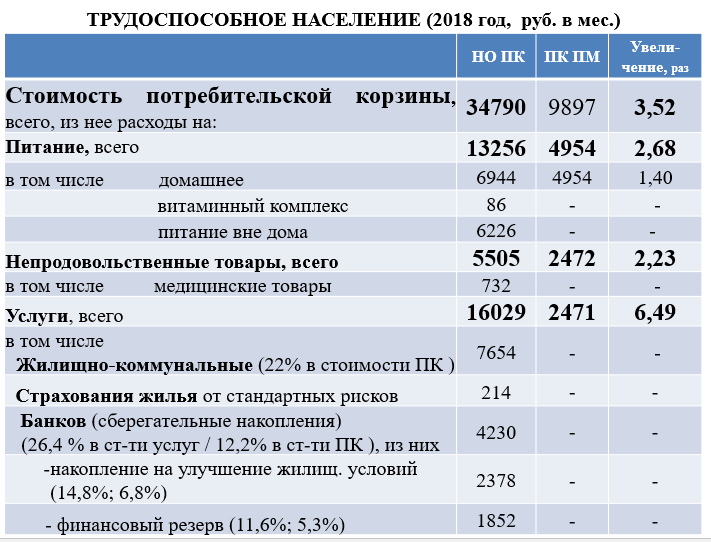 ТРУДОСПОСОБНОЕ НАСЕЛЕНИЕ (2018 год, руб. в мес.)
НО ПК ПК ПМ Увели-
чение, раз
Стоимость потребительской корзины,
всего, из нее расходы на: 34790 9897 3,52
Питание, всего 13256 4954 2,68
в том числе домашнее 6944 4954 1,40
витаминный комплекс 86 - -
питание вне дома 6226 - -
Непродовольственные товары, всего 5505 2472 2,23
в том числе медицинские товары 732 - -
Услуги, всего 16029 2471 6,49
в том числе
Жилищно-коммунальные (22% в стоимости ПК ) 7654 - -
Страхования жилья от стандартных рисков 214 - -
Банков (сберегательные накопления)
(26,4 % в ст-ти услуг / 12,2% в ст-ти ПК ), из них 4230 - -
-накопление на улучшение жилищ. условий
(14,8%; 6,8%) 2378 - -
- финансовый резерв (11,6%; 5,3%) 1852 - -